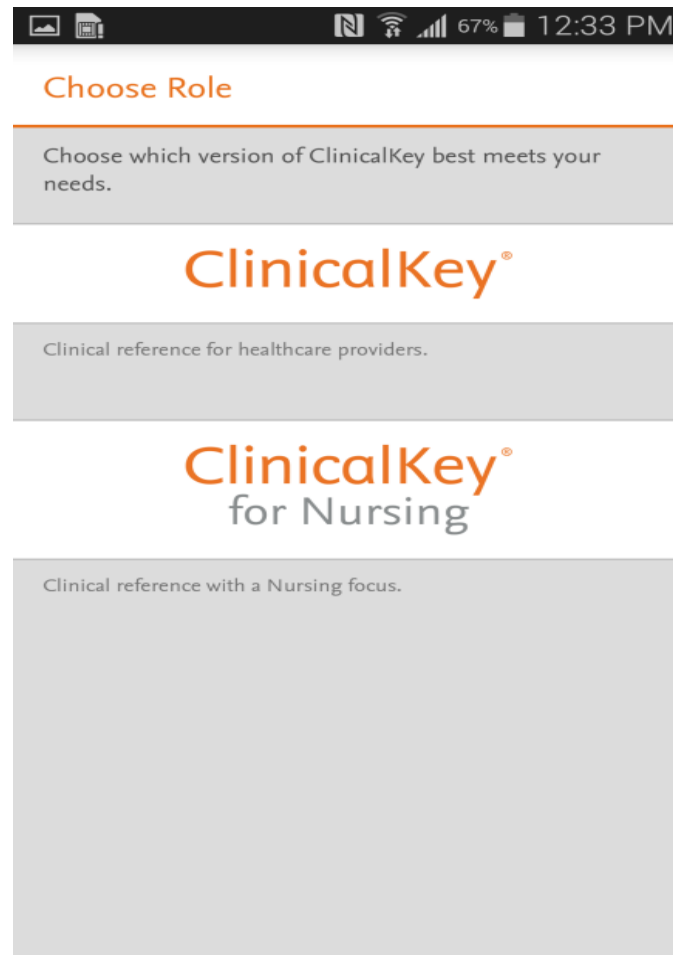 67% 12:33 PM
Choose Role
Choose which version of ClinicalKey best meets your
needs.
ClinicalKey®
Clinical reference for healthcare providers.
ClinicalKey®
for Nursing
Clinical reference with a Nursing focus.